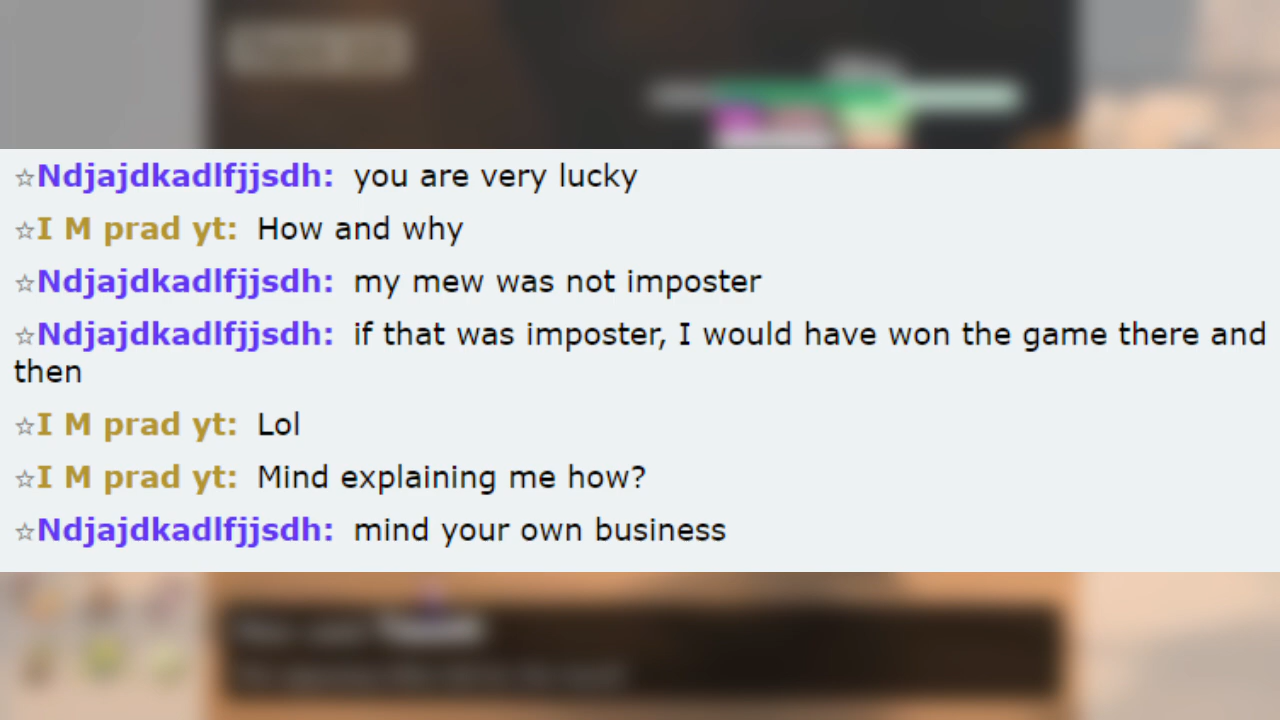 ☆Ndjajdkadlfjjsdh: you are very lucky
☆I M prad yt: How and why
☆Ndjajdkadlfjjsdh: my mew was not imposter
☆Ndjajdkadlfjjsdh: if that was imposter, I would have won the game there and
then
☆I M prad yt: Lol
☆I M prad yt: Mind explaining me how?
☆Ndjajdkadlfjjsdh: mind your own business